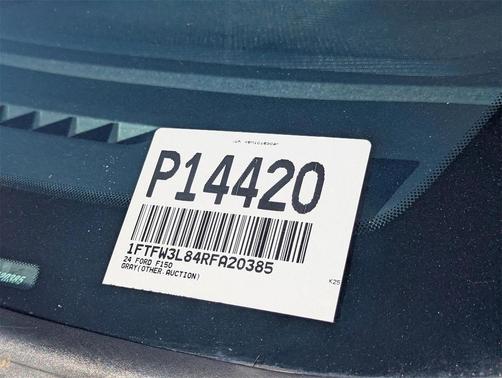 P14420
1FTFW3L84RFA20385
24 FORD F150
GRAY(OTHER.AUCTION)
K25